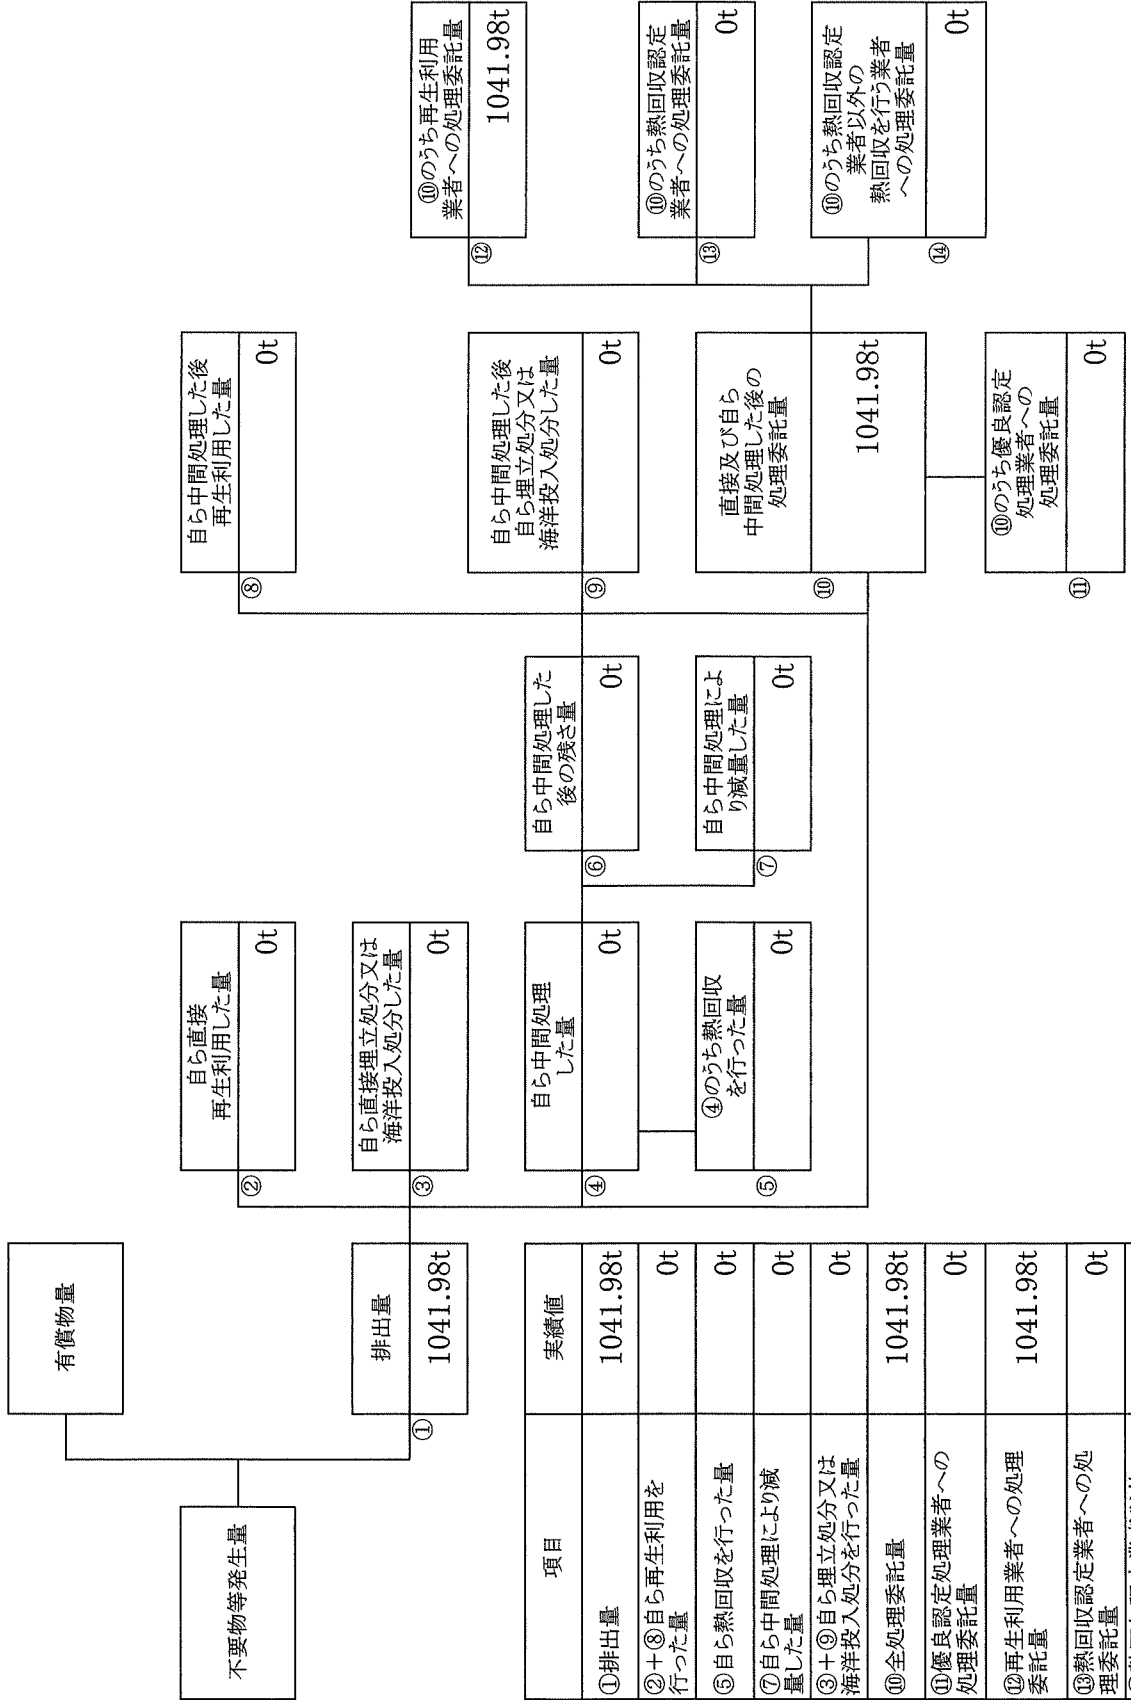 有償物量
不要物等発生量
排出量
①
1041.98t
自ら直接
再生利用した量
②
0t
自ら直接埋立処分又は
海洋投入処分した量
③
0t
自ら中間処理
した量
④
0t
④のうち熱回収
を行った量
⑤
0t
自ら中間処理した
後の残さ量
⑥
0t
自ら中間処理によ
り減量した量
⑦
0t
自ら中間処理した後
再生利用した量
⑧
0t
自ら中間処理した後
自ら埋立処分又は
海洋投入処分した量
⑨
0t
直接及び自ら
中間処理した後の
処理委託量
⑩
1041.98t
⑩のうち優良認定
処理業者への
処理委託量
⑪
0t
⑩のうち再生利用
業者への処理委託量
⑫
1041.98t
⑩のうち熱回収認定
業者への処理委託量
⑬
0t
⑩のうち熱回収認定
業者以外の
熱回収を行う業者
への処理委託量
⑭
0t
項目
実績値
①排出量
1041.98t
②+⑧自ら再生利用を
行った量
0t
⑤自ら熱回収を行った量
0t
⑦自ら中間処理により減
量した量
0t
③+⑨自ら埋立処分又は
海洋投入処分を行った量
0t
⑩全処理委託量
1041.98t
⑪優良認定処理業者への
処理委託量
0t
⑫再生利用業者への処理
委託量
1041.98t
⑬熱回収認定業者への処
理委託量
0t